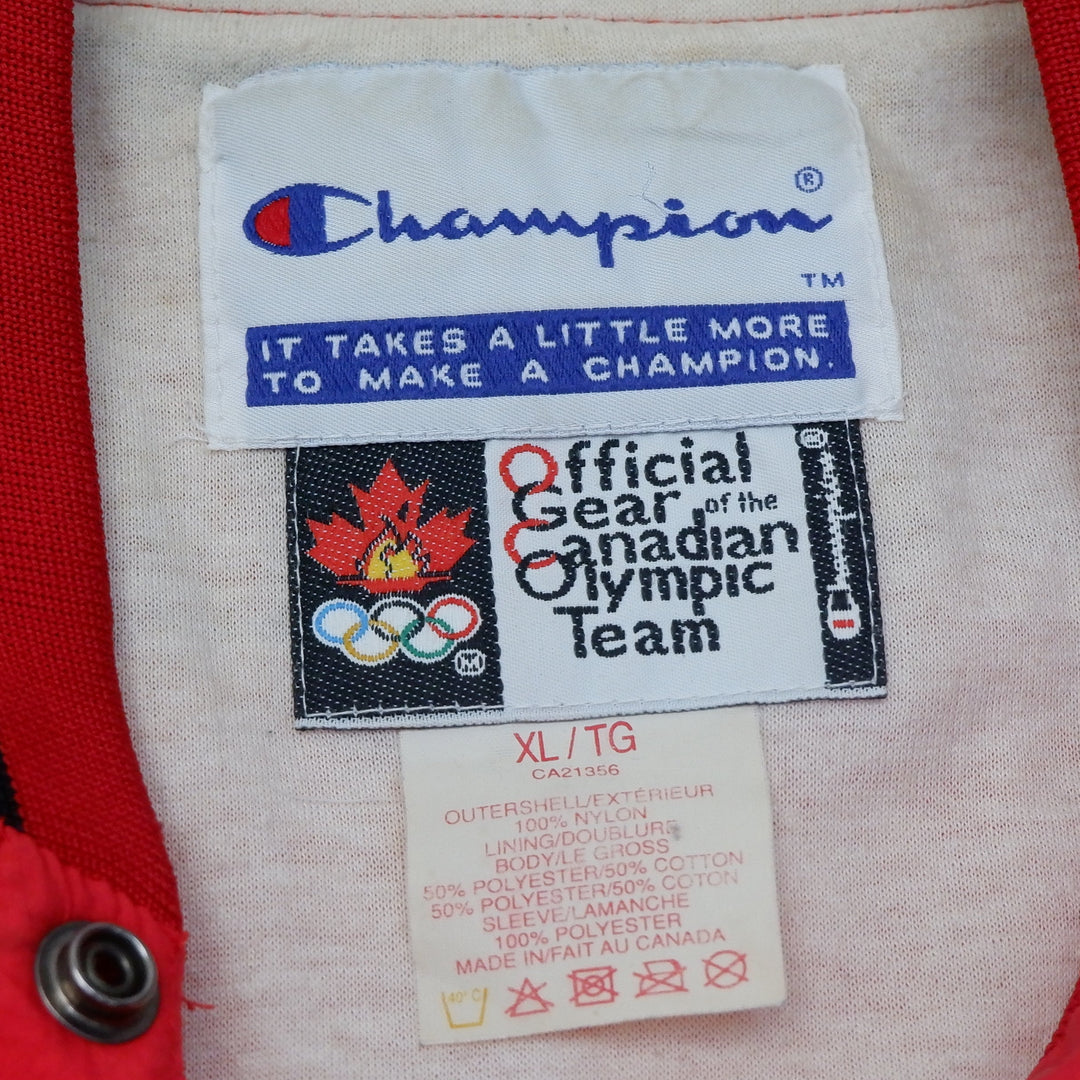 Champion®
TM
IT TAKES A LITTLE MORE
TO MAKE A CHAMPION.
Official
Gear of the
Canadian
Olympic
Team
XL/TG
CA21356
OUTERSHELL/EXTÉRIEUR
100% NYLON
LINING/DOUBLURE
BODY/LE GROSS
50% POLYESTER/50% COTTON
50% POLYESTER/50% COTON
SLEEVE/LAMANCHE
100% POLYESTER
MADE IN/FAIT AU CANADA
40° C